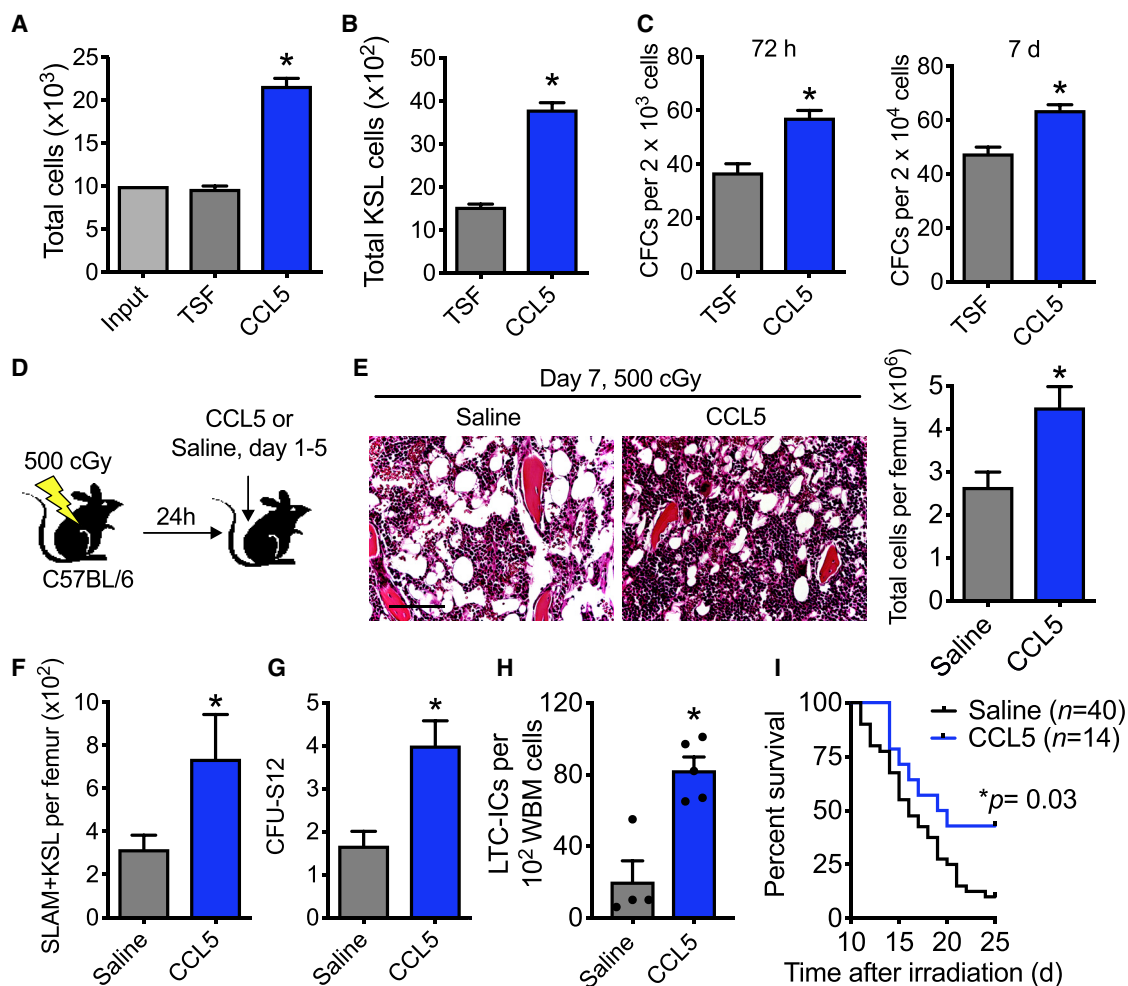 A
Total cells (x10³)
25
20
15
10
5
0
*
Input
TSF
CCL5
B
Total KSL cells (x10²)
50
40
30
20
10
0
*
TSF
CCL5
C
72 h
CFCs per 2 x 10³ cells
80
60
40
20
0
*
TSF
CCL5
7 d
CFCs per 2 x 10⁴ cells
80
60
40
20
0
*
TSF
CCL5
D
500 cGy
C57BL/6
24h
CCL5 or
Saline, day 1-5
E
Day 7, 500 cGy
Saline
CCL5
Total cells per femur (x10⁶)
5
4
3
2
1
0
*
Saline
CCL5
F
SLAM+KSL per femur (x10²)
10
8
6
4
2
0
*
Saline
CCL5
G
CFU-S12
5
4
3
2
1
0
*
Saline
CCL5
H
LTC-ICs per
10² WBM cells
120
80
40
0
*
Saline
CCL5
I
Percent survival
100
75
50
25
0
Saline (n=40)
CCL5 (n=14)
*p= 0.03
10
15
20
25
Time after irradiation (d)